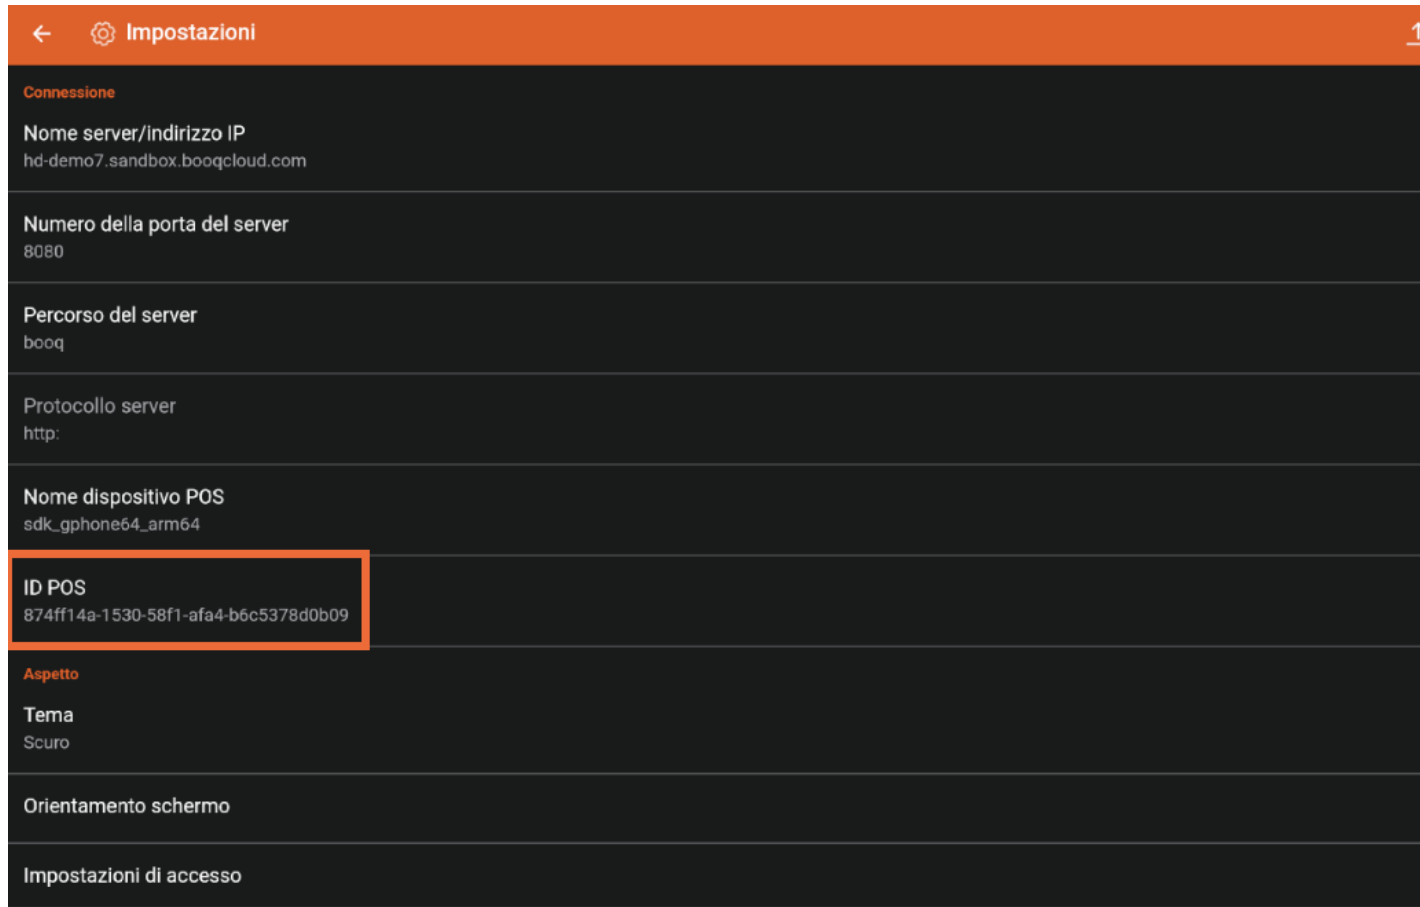 Impostazioni
Connessione
Nome server/indirizzo IP
hd-demo7.sandbox.booqcloud.com
Numero della porta del server
8080
Percorso del server
booq
Protocollo server
http:
Nome dispositivo POS
sdk_gphone64_arm64
ID POS
874ff14a-1530-58f1-afa4-b6c5378d0b09
Aspetto
Tema
Scuro
Orientamento schermo
Impostazioni di accesso